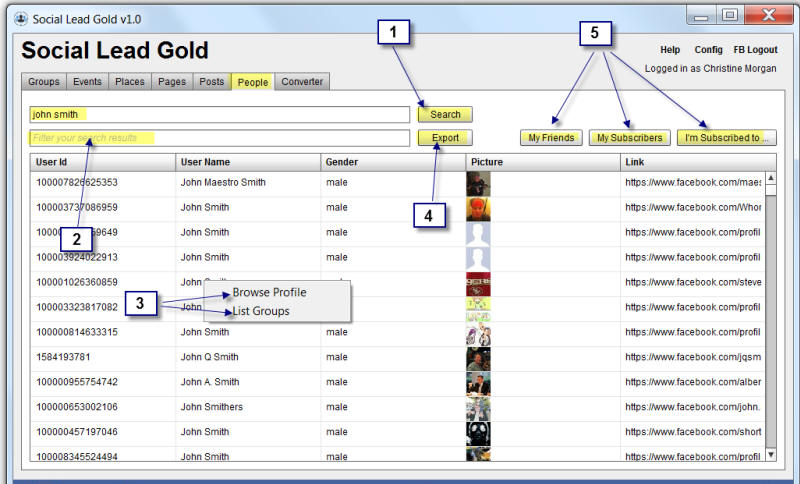 Social Lead Gold v1.0
Social Lead Gold
1
5
Help Config FB Logout
Logged in as Christine Morgan
Groups Events Places Pages Posts People Converter
john smith Search
Filter your search results Export My Friends My Subscribers I'm Subscribed to ...
User Id User Name Gender Picture Link
100007826625353 John Maestro Smith male https://www.facebook.com/maes
100003737086959 John Smith male https://www.facebook.com/Whor
4
John Smith male https://www.facebook.com/profil
2
100003924022913 John Smith male https://www.facebook.com/profil
100001026360859 John male https://www.facebook.com/steve
Browse Profile
3
100003323817082 John https://www.facebook.com/profil
List Groups
100000814633315 John Smith male https://www.facebook.com/profil
1584193781 John Q Smith male https://www.facebook.com/jqsm
100000955754742 John A. Smith male https://www.facebook.com/alber
100000653002106 John Smithers male https://www.facebook.com/john.
100000457197046 John Smith male https://www.facebook.com/short
100008345524494 John Smith male https://www.facebook.com/profil